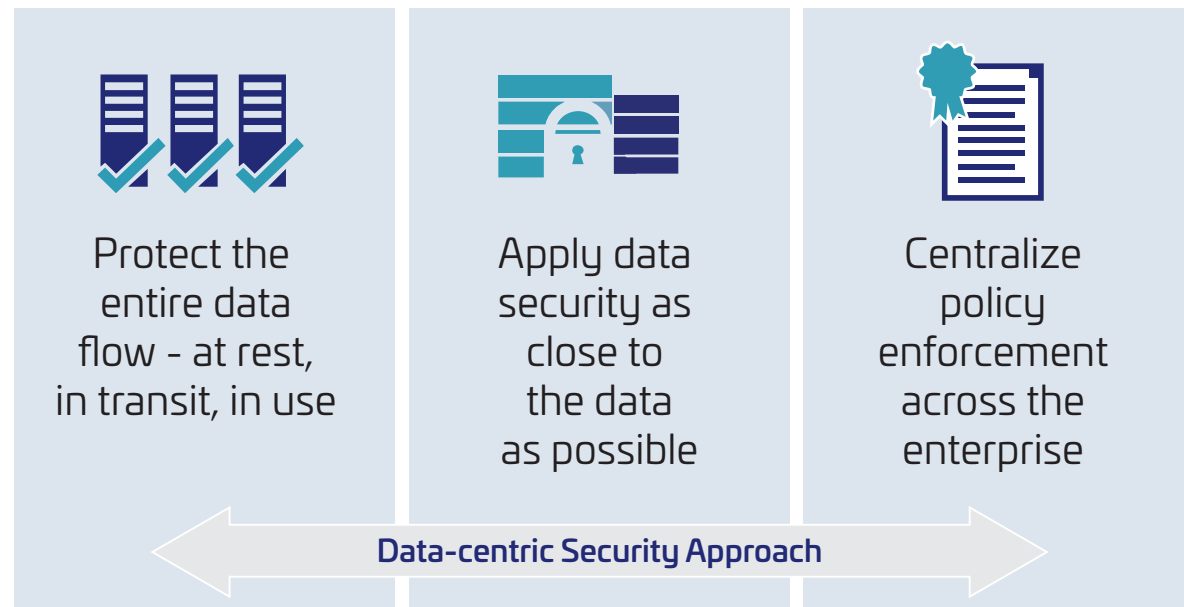 Protect the
entire data
flow - at rest,
in transit, in use
Apply data
security as
close to
the data
as possible
Centralize
policy
enforcement
across the
enterprise
Data-centric Security Approach